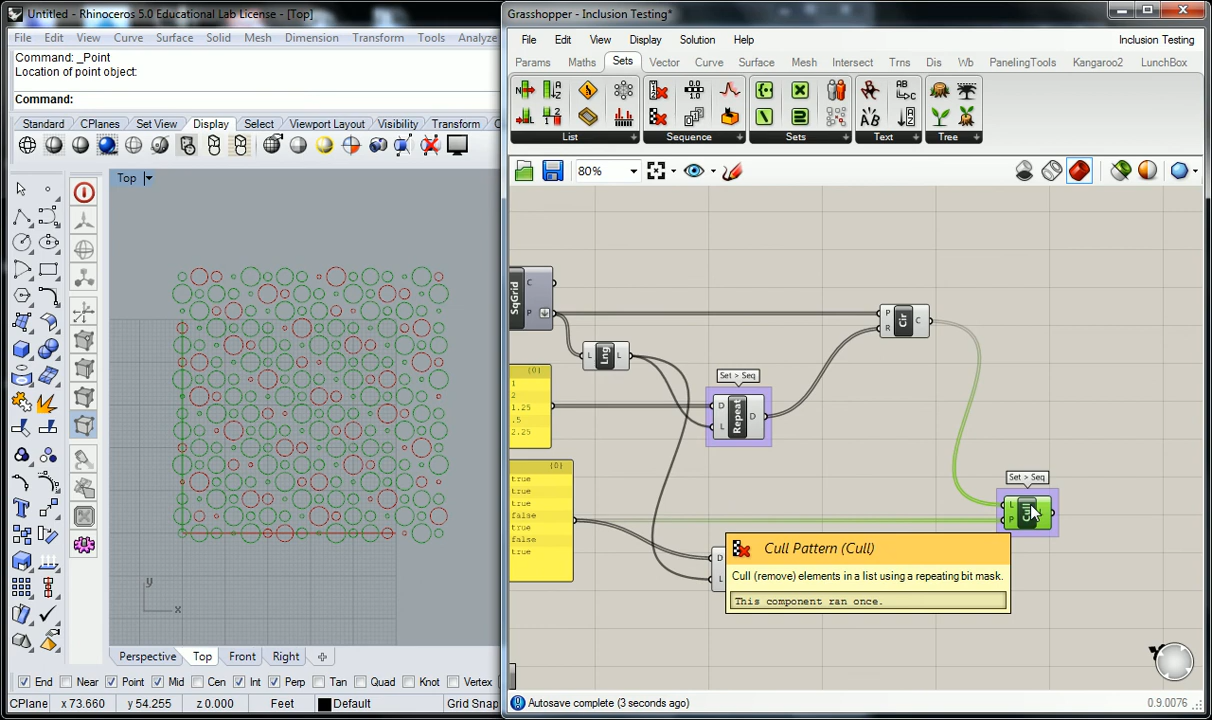 Untitled - Rhinoceros 5.0 Educational Lab License - [Top]
File Edit View Curve Surface Solid Mesh Dimension Transform Tools Analyze
Command: _Point
Location of point object:
Command:
Standard CPlanes Set View Display Select Viewport Layout Visibility Transform
Top
y
x
Perspective Top Front Right
End Near Point Mid Cen Int Perp Tan Quad Knot Vertex
CPlane x 73.660 y 54.255 z 0.000 Feet Default Grid Snap
Grasshopper - Inclusion Testing*
File Edit View Display Solution Help Inclusion Testing
Params Maths Sets Vector Curve Surface Mesh Intersect Trns Dis Wb PanelingTools Kangaroo2 LunchBox
List Sequence Sets Text Tree
80%
SqGrid
C
P
L Lng L
P
R
Cir
C
{0}
1
2
1.25
.5
2.25
Set > Seq
D
L
Repeat
D
{0}
true
true
true
false
true
false
true
D
L
Set > Seq
L
P
Cull
Cull Pattern (Cull)
Cull (remove) elements in a list using a repeating bit mask.
This component ran once.
Autosave complete (3 seconds ago)
0.9.0076